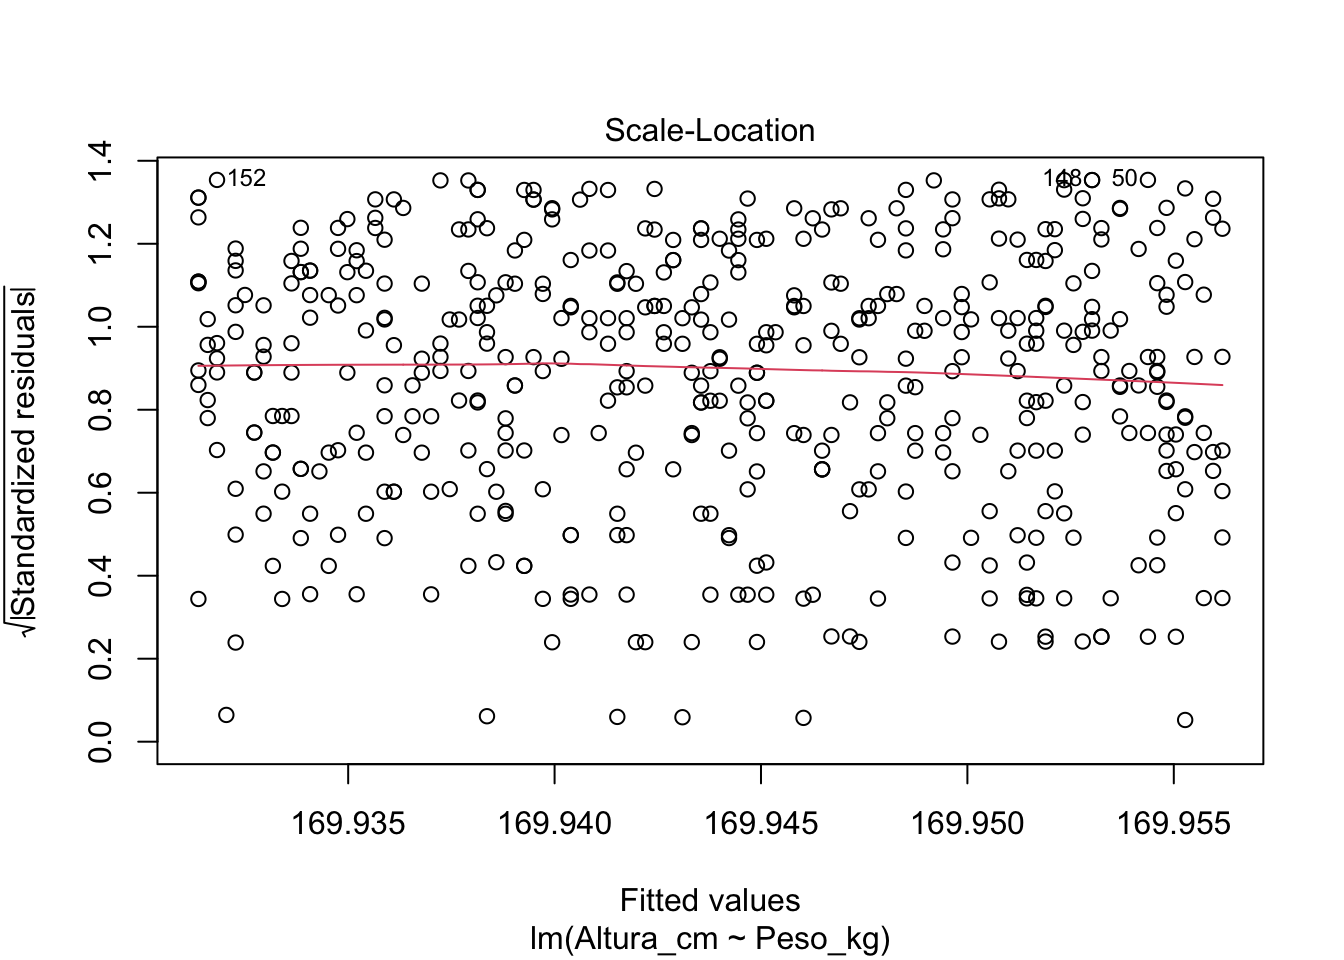 Scale-Location
√|Standardized residuals|
1.4
1.2
1.0
0.8
0.6
0.4
0.2
0.0
152
148
50
169.935 169.940 169.945 169.950 169.955
Fitted values
lm(Altura_cm ~ Peso_kg)